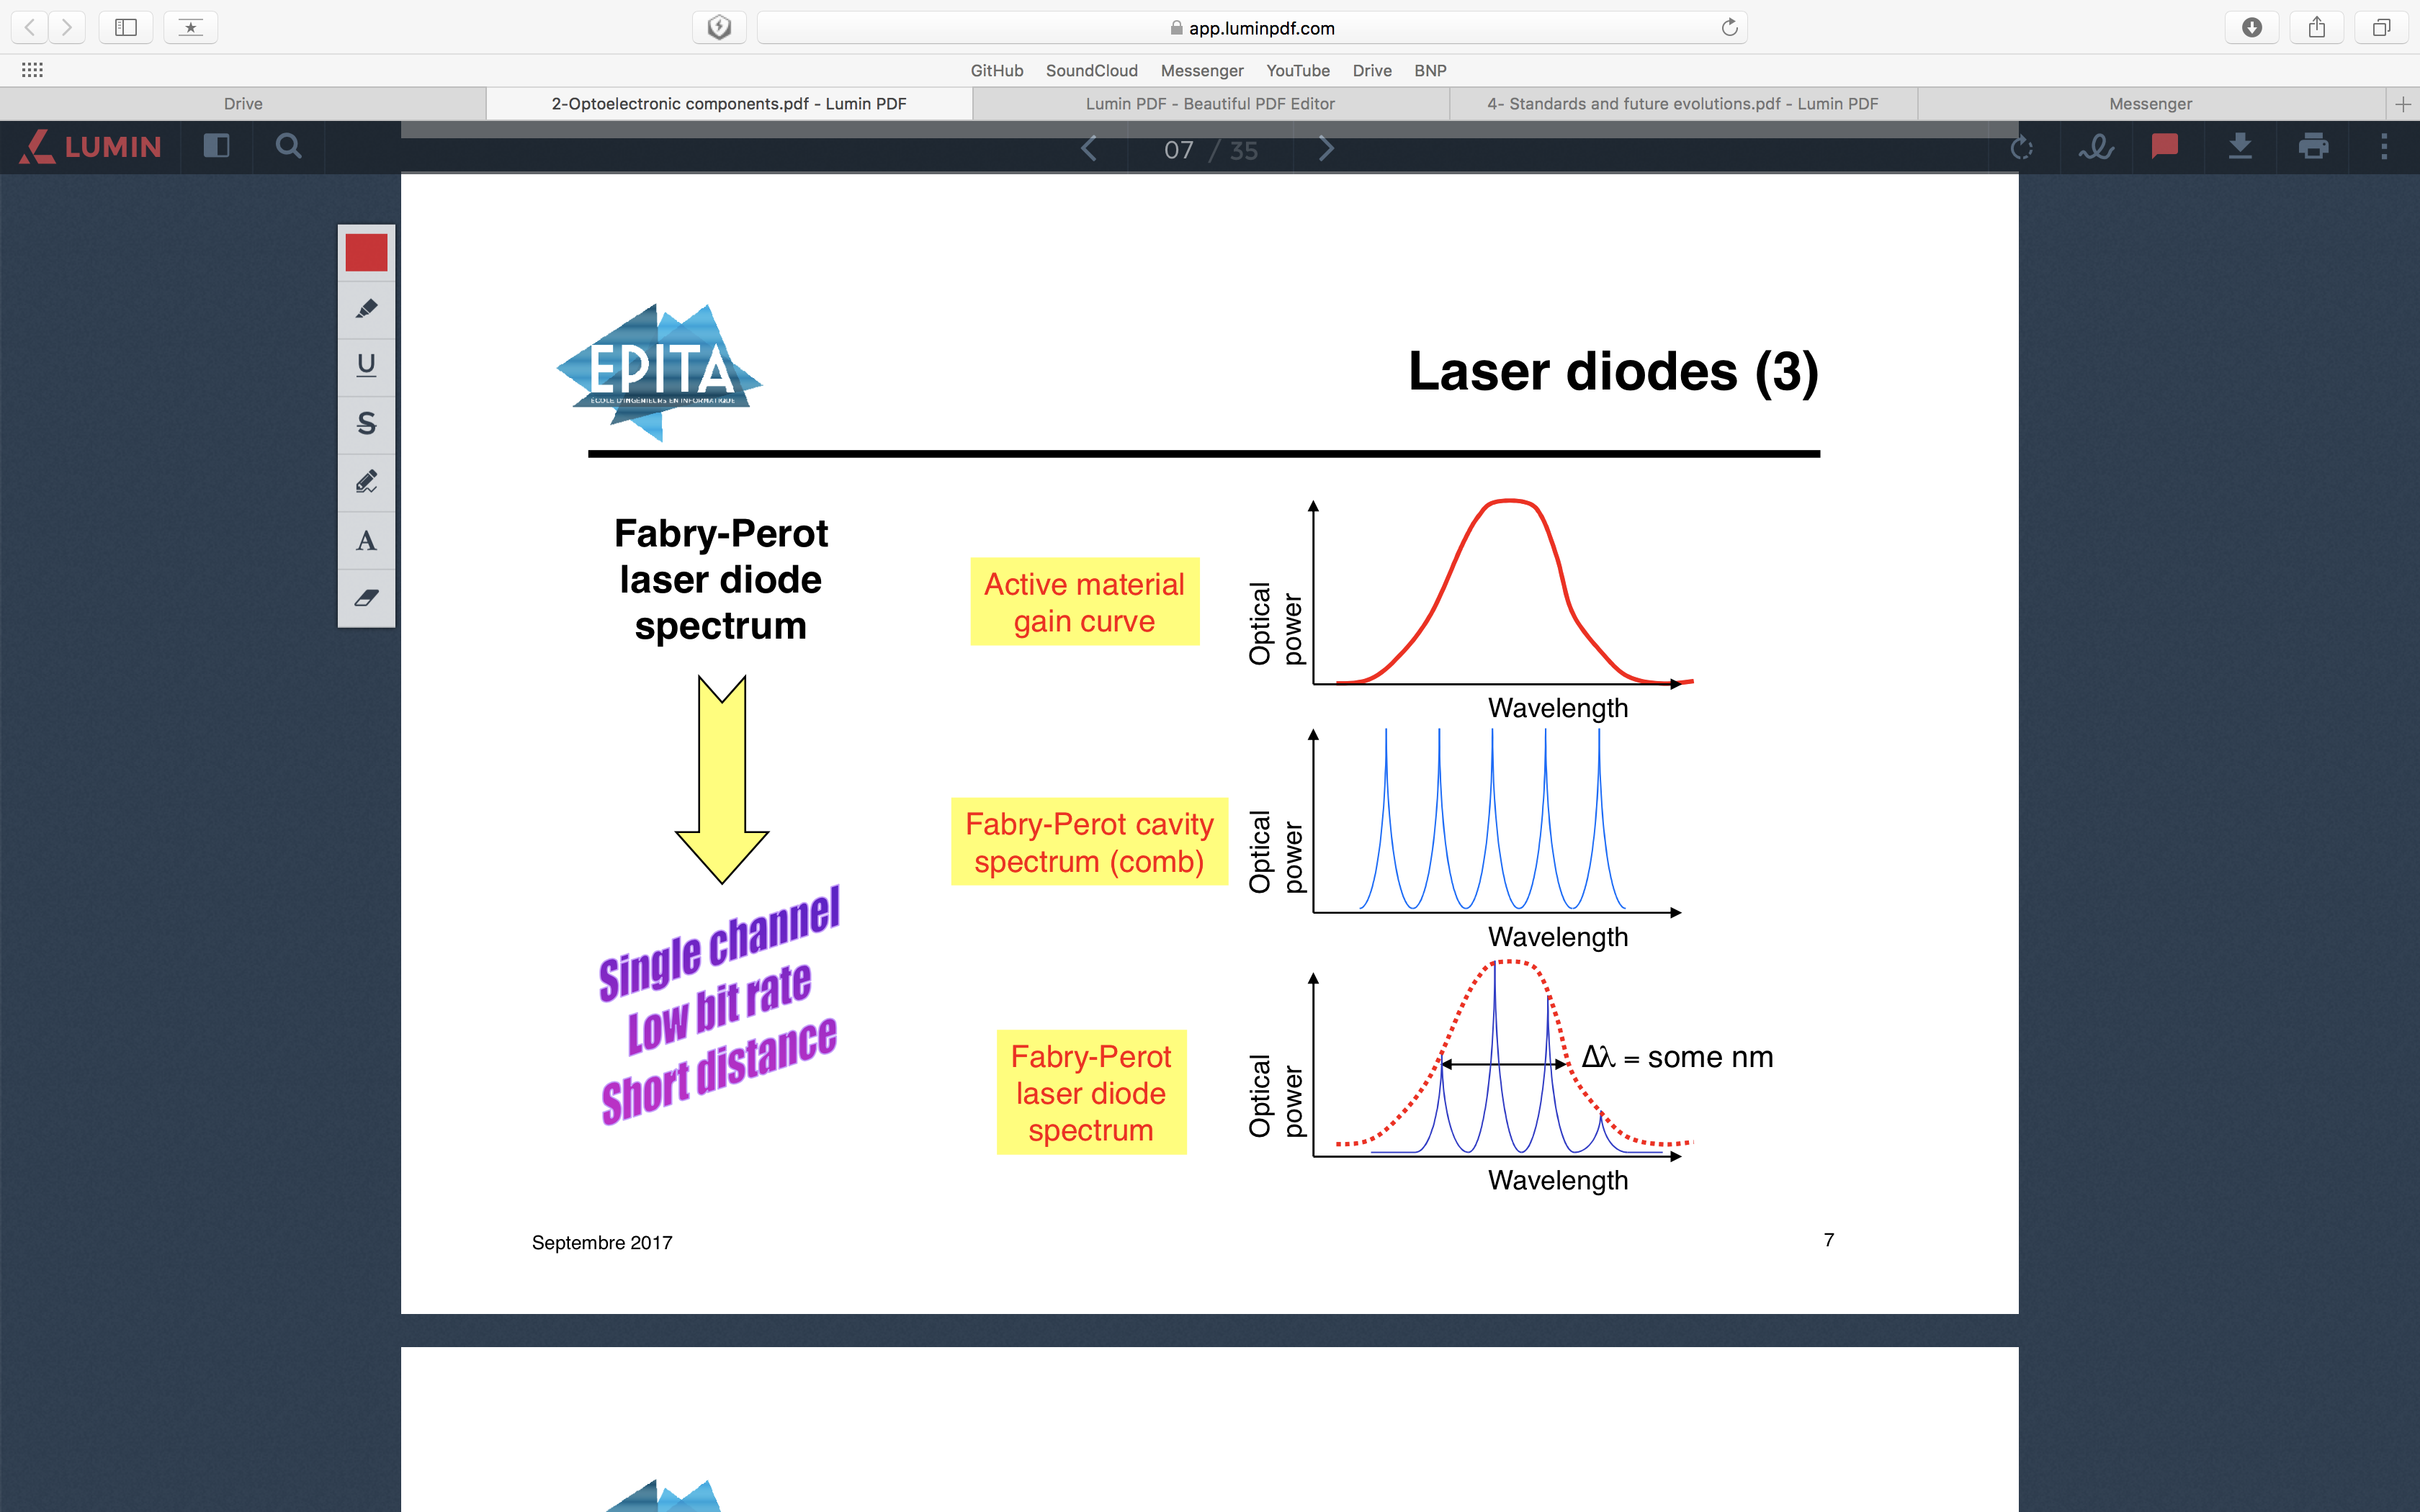 app.luminpdf.com
GitHub SoundCloud Messenger YouTube Drive BNP
Drive
2-Optoelectronic components.pdf - Lumin PDF
Lumin PDF - Beautiful PDF Editor
4- Standards and future evolutions.pdf - Lumin PDF
Messenger
LUMIN
07 / 35
U
S
A
EPITA
ECOLE D'INGENIEURS EN INFORMATIQUE
Laser diodes (3)
Fabry-Perot
laser diode
spectrum
Single channel
Low bit rate
Short distance
Active material
gain curve
Optical
power
Wavelength
Fabry-Perot cavity
spectrum (comb)
Optical
power
Wavelength
Fabry-Perot
laser diode
spectrum
Optical
power
Δλ = some nm
Wavelength
Septembre 2017
7